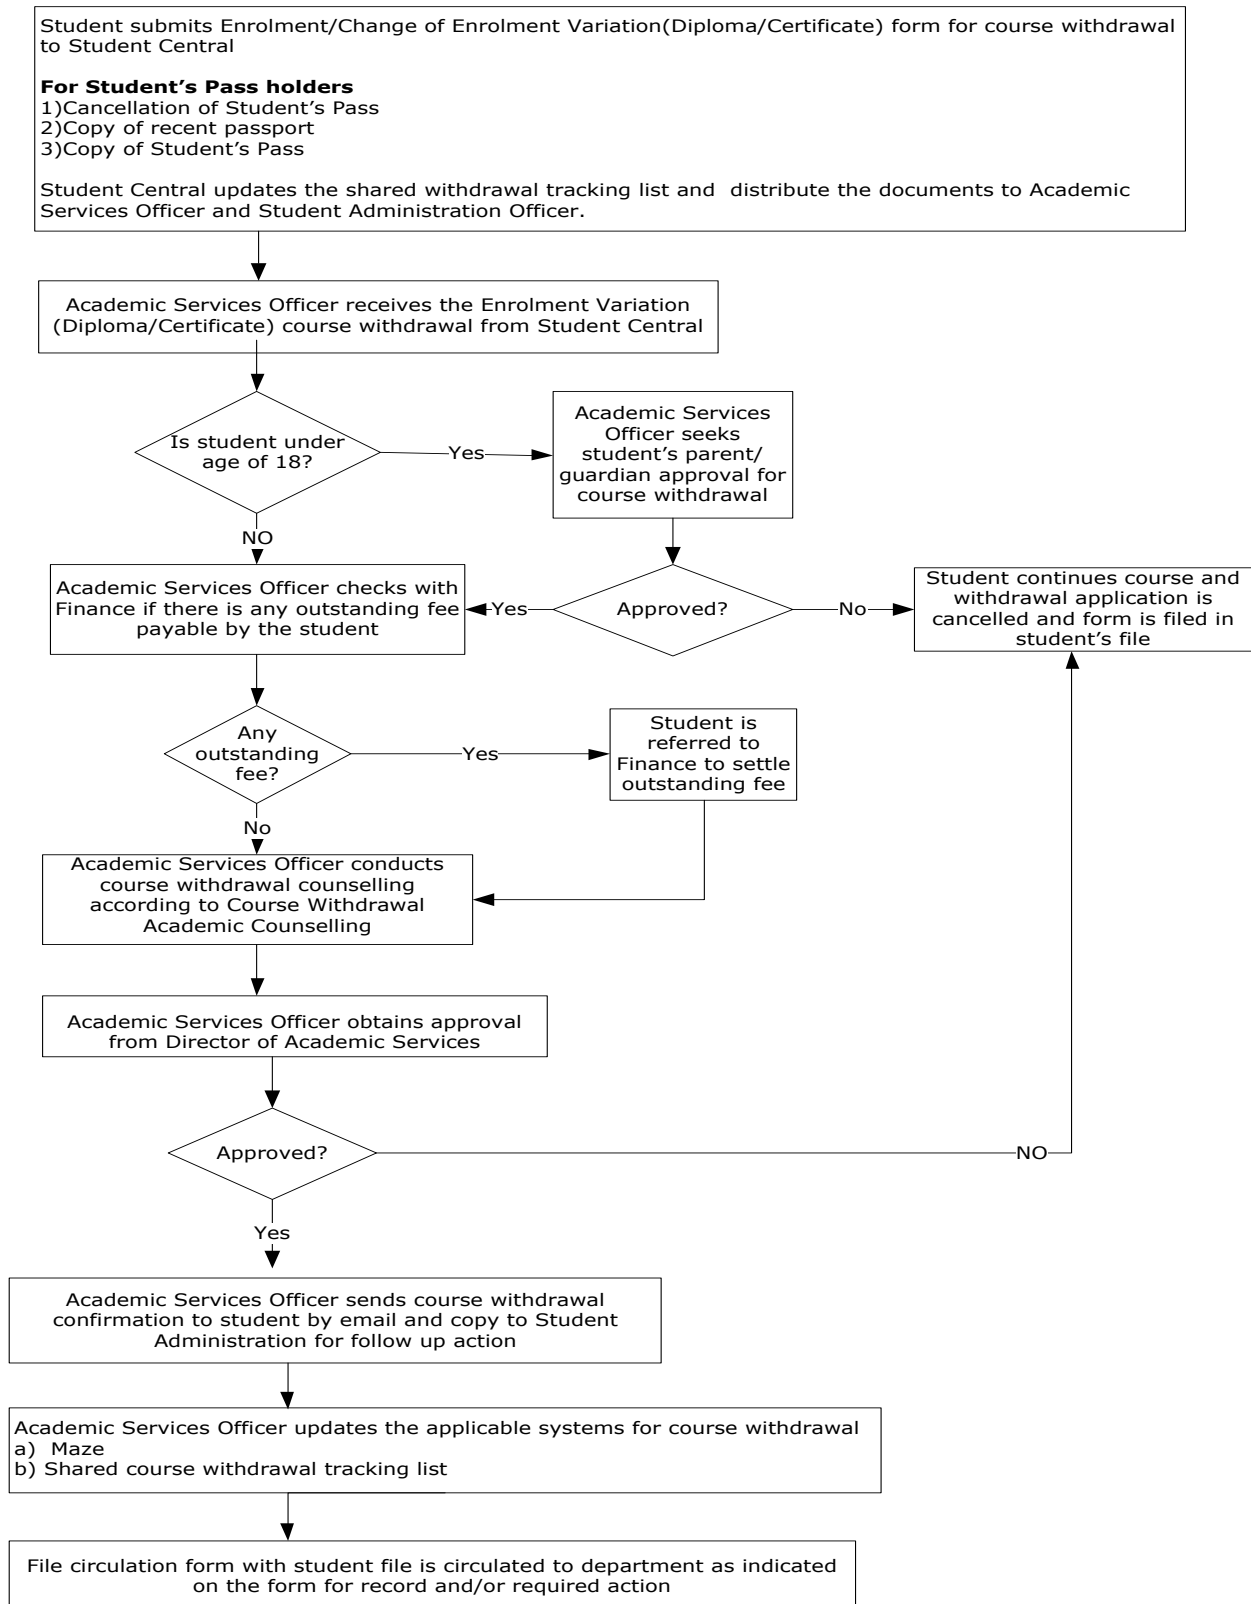 Student submits Enrolment/Change of Enrolment Variation(Diploma/Certificate) form for course withdrawal
to Student Central
For Student's Pass holders
1)Cancellation of Student's Pass
2)Copy of recent passport
3)Copy of Student's Pass
Student Central updates the shared withdrawal tracking list and distribute the documents to Academic
Services Officer and Student Administration Officer.
Academic Services Officer receives the Enrolment Variation
(Diploma/Certificate) course withdrawal from Student Central
Is student under
age of 18?
Yes
Academic Services
Officer seeks
student's parent/
guardian approval for
course withdrawal
NO
Academic Services Officer checks with
Finance if there is any outstanding fee
payable by the student
Yes
Approved?
No
Student continues course and
withdrawal application is
cancelled and form is filed in
student's file
Any
outstanding
fee?
Yes
Student is
referred to
Finance to settle
outstanding fee
No
Academic Services Officer conducts
course withdrawal counselling
according to Course Withdrawal
Academic Counselling
Academic Services Officer obtains approval
from Director of Academic Services
Approved?
NO
Yes
Academic Services Officer sends course withdrawal
confirmation to student by email and copy to Student
Administration for follow up action
Academic Services Officer updates the applicable systems for course withdrawal
a) Maze
b) Shared course withdrawal tracking list
File circulation form with student file is circulated to department as indicated
on the form for record and/or required action